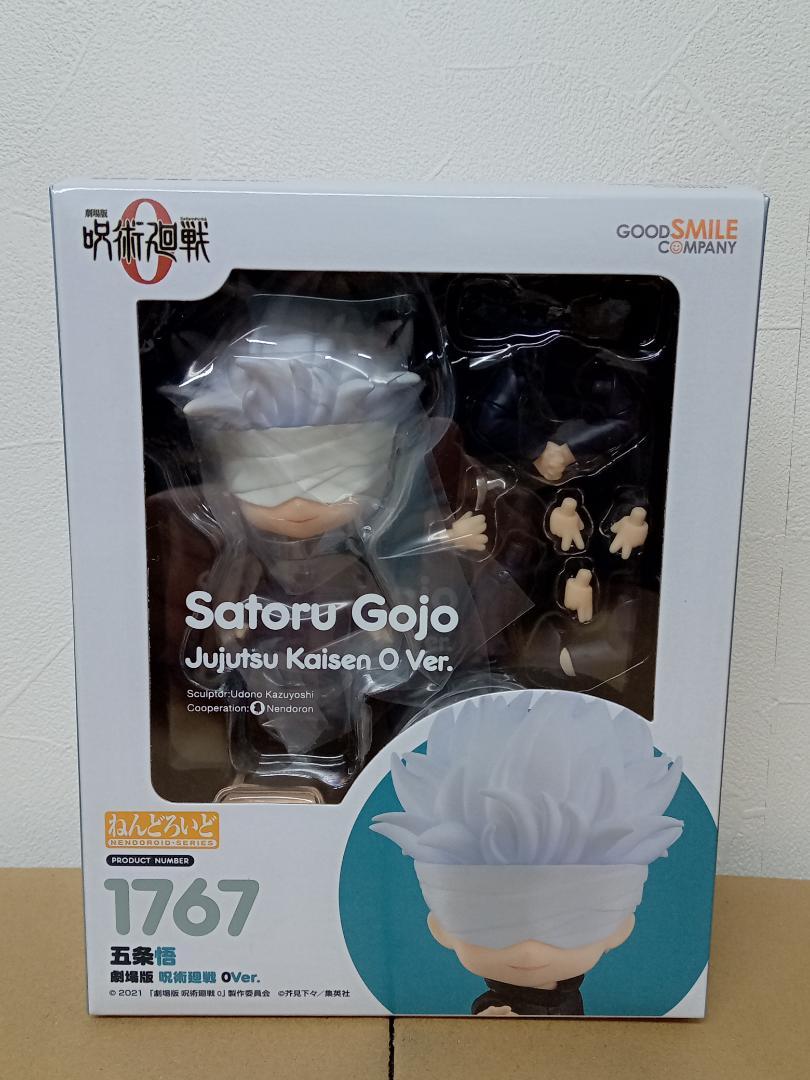 劇場版
呪術廻戦
0
GOOD SMILE
COMPANY
Satoru Gojo
Jujutsu Kaisen 0 Ver.
Sculptor:Udono Kazuyoshi
Cooperation: Nendoron
ねんどろいど
NENDOROID・SERIES
PRODUCT NUMBER
1767
五条悟
劇場版 呪術廻戦 0Ver.
© 2021 「劇場版 呪術廻戦 0」製作委員会 ©芥見下々/集英社